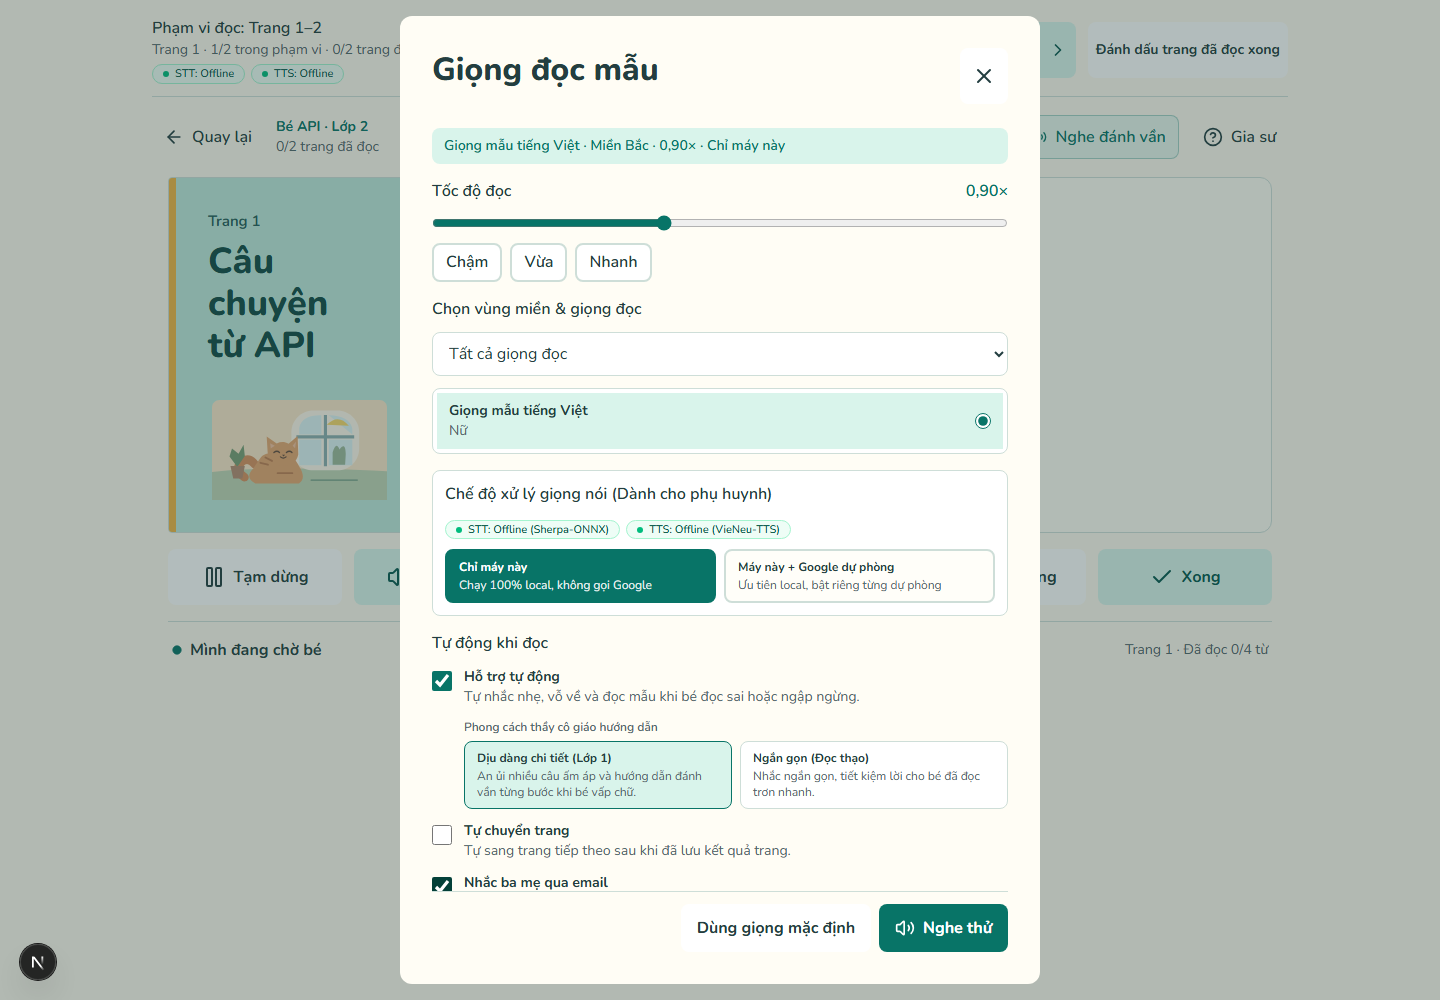 Phạm vi đọc: Trang 1–2
Trang 1 · 1/2 trong phạm vi · 0/2 trang
STT: Offline
TTS: Offline
Đánh dấu trang đã đọc xong
Quay lại
Bé API · Lớp 2
0/2 trang đã đọc
Nghe đánh vần
Gia sư
Trang 1
Câu
chuyện
từ API
Tạm dừng
Xong
Mình đang chờ bé
Trang 1 · Đã đọc 0/4 từ
Giọng đọc mẫu
Giọng mẫu tiếng Việt · Miền Bắc · 0,90× · Chỉ máy này
Tốc độ đọc
0,90×
Chậm
Vừa
Nhanh
Chọn vùng miền & giọng đọc
Tất cả giọng đọc
Giọng mẫu tiếng Việt
Nữ
Chế độ xử lý giọng nói (Dành cho phụ huynh)
STT: Offline (Sherpa-ONNX)
TTS: Offline (VieNeu-TTS)
Chỉ máy này
Chạy 100% local, không gọi Google
Máy này + Google dự phòng
Ưu tiên local, bật riêng từng dự phòng
Tự động khi đọc
Hỗ trợ tự động
Tự nhắc nhẹ, vỗ về và đọc mẫu khi bé đọc sai hoặc ngập ngừng.
Phong cách thầy cô giáo hướng dẫn
Dịu dàng chi tiết (Lớp 1)
An ủi nhiều câu ấm áp và hướng dẫn đánh
vần từng bước khi bé vấp chữ.
Ngắn gọn (Đọc thạo)
Nhắc ngắn gọn, tiết kiệm lời cho bé đã đọc
trơn nhanh.
Tự chuyển trang
Tự sang trang tiếp theo sau khi đã lưu kết quả trang.
Nhắc ba mẹ qua email
Dùng giọng mặc định
Nghe thử
N